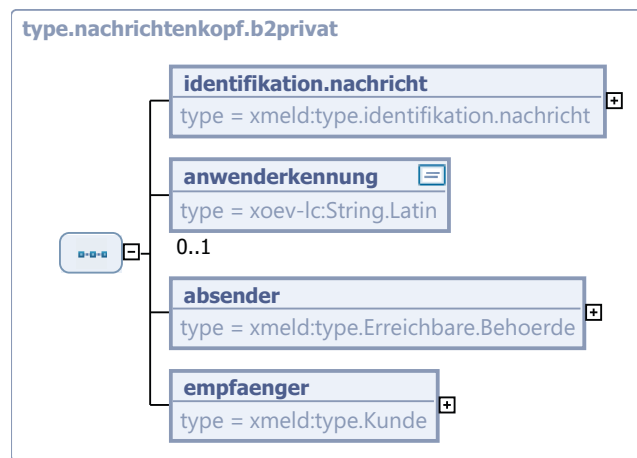 type.nachrichtenkopf.b2privat
identifikation.nachricht
type = xmeld:type.identifikation.nachricht
anwenderkennung
type = xoev-lc:String.Latin
0..1
absender
type = xmeld:type.Erreichbare.Behoerde
empfaenger
type = xmeld:type.Kunde